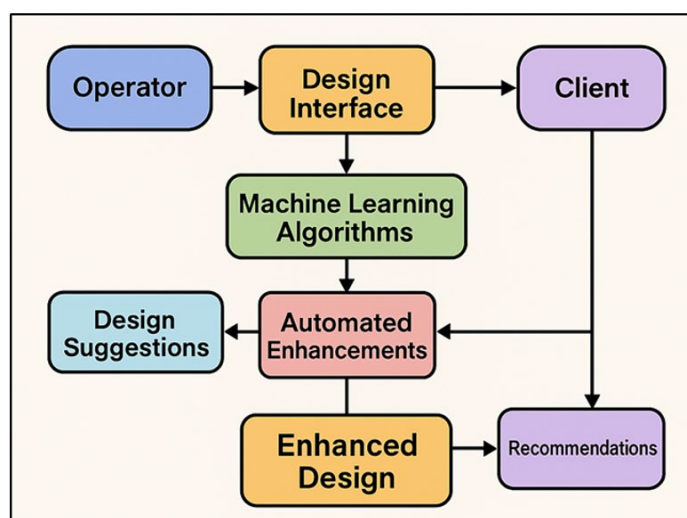 Operator
Design
Interface
Client
Machine Learning
Algorithms
Design
Suggestions
Automated
Enhancements
Enhanced
Design
Recommendations